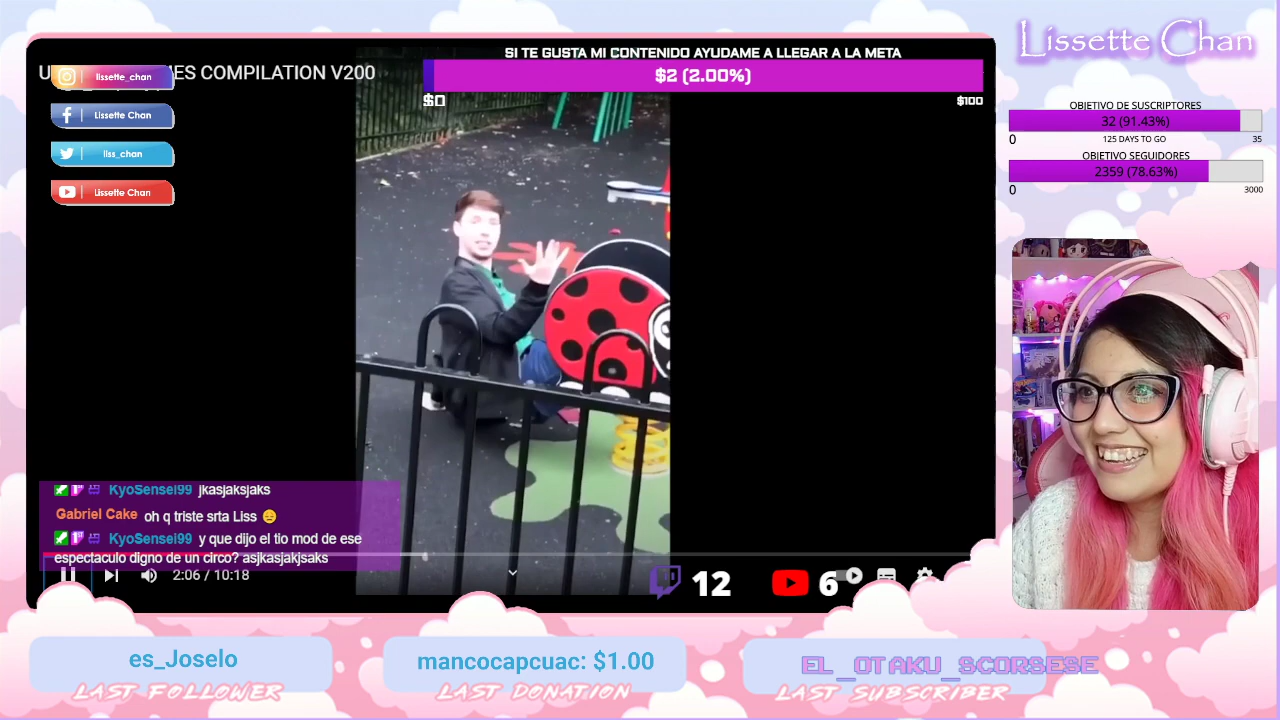 Lissette Chan
SI TE GUSTA MI CONTENIDO AYUDAME A LLEGAR A LA META
$2 (2.00%)
$0
$100
ES COMPILATION V200
lissette_chan
Lissette Chan
liss_chan
Lissette Chan
OBJETIVO DE SUSCRIPTORES
32 (91.43%)
0
125 DAYS TO GO
35
OBJETIVO SEGUIDORES
2359 (78.63%)
0
3000
KyoSensei99 jkasjaksjaks
Gabriel Cake oh q triste srta Liss 😔
KyoSensei99 y que dijo el tio mod de ese
espectaculo digno de un circo? asjkasjakjsaks
2:06 / 10:18
12
6
es_Joselo
LAST FOLLOWER
mancocapcuac: $1.00
LAST DONATION
EL_OTAKU_SCORSESE
LAST SUBSCRIBER